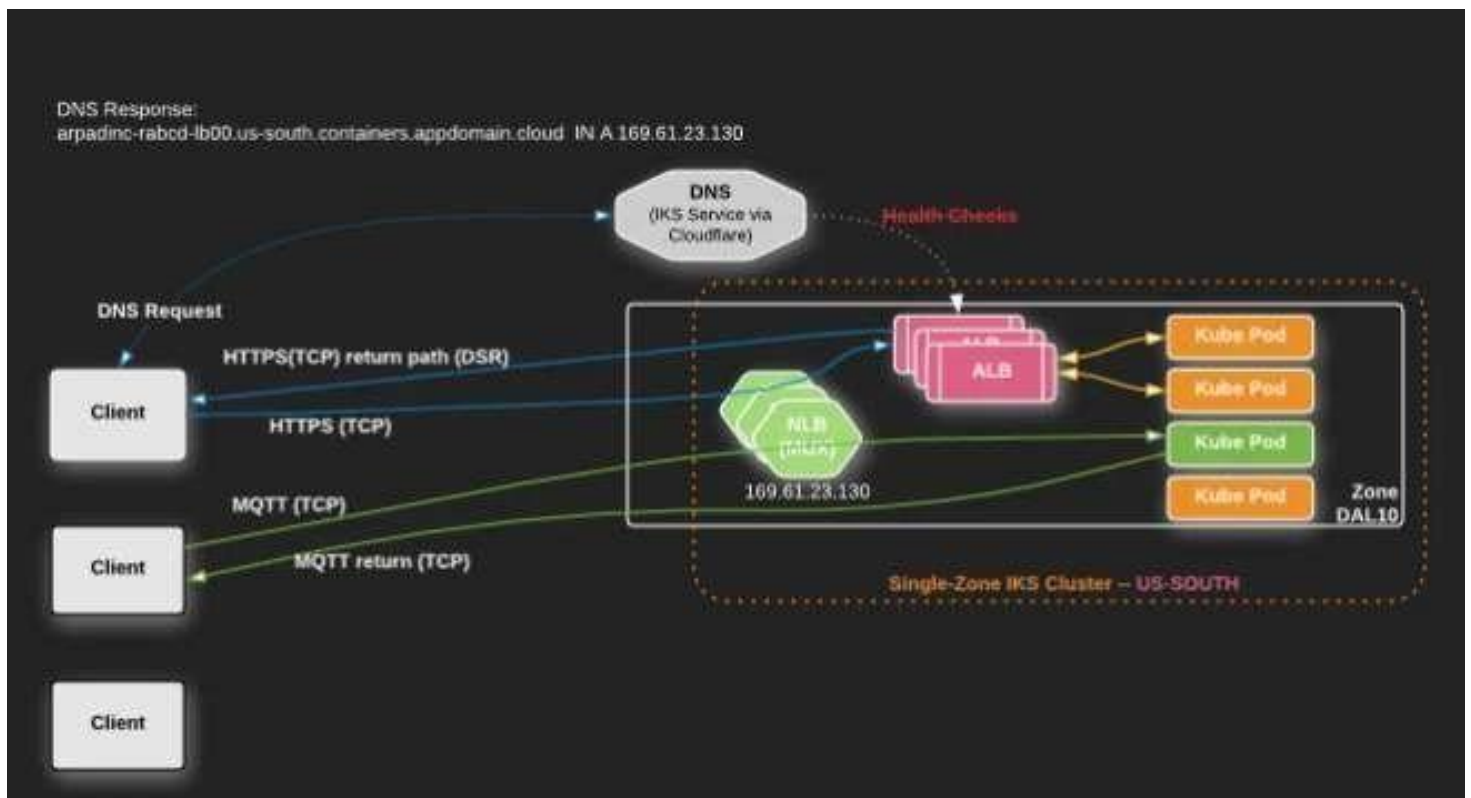 DNS Response:
arpadinc-rabcd-lb00.us-south.containers.appdomain.cloud IN A 169.61.23.130
DNS
(IKS Service via
Cloudflare)
Health Checks
DNS Request
HTTPS(TCP) return path (DSR)
Client
HTTPS (TCP)
ALB
ALB
Kube Pod
Kube Pod
NLB
(MUX)
Kube Pod
169.61.23.130
Kube Pod
Zone
DAL10
MQTT (TCP)
Client
MQTT return (TCP)
Single-Zone IKS Cluster -- US-SOUTH
Client